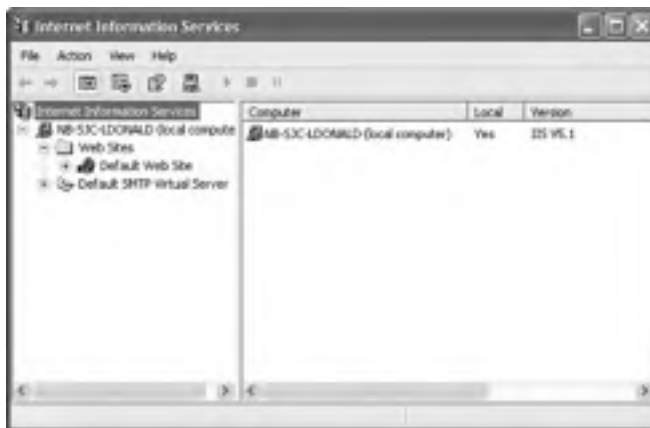 Internet Information Services
File Action View Help
Internet Information Services
NB-SJC-LDONALD (local compute
Web Sites
Default Web Site
Default SMTP Virtual Server
Computer Local Version
NB-SJC-LDONALD (local computer) Yes IIS V5.1